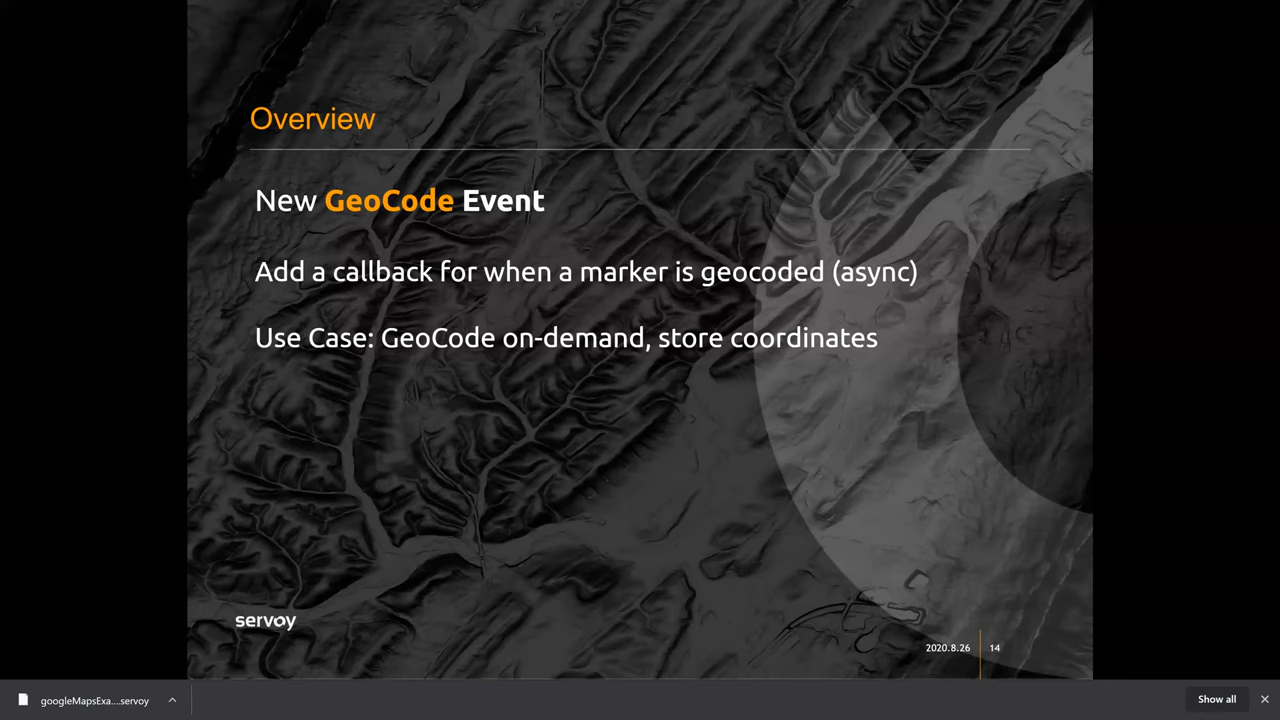 Overview
New GeoCode Event
Add a callback for when a marker is geocoded (async)
Use Case: GeoCode on-demand, store coordinates
servoy
2020.8.26 14
googleMapsExa....servoy
Show all